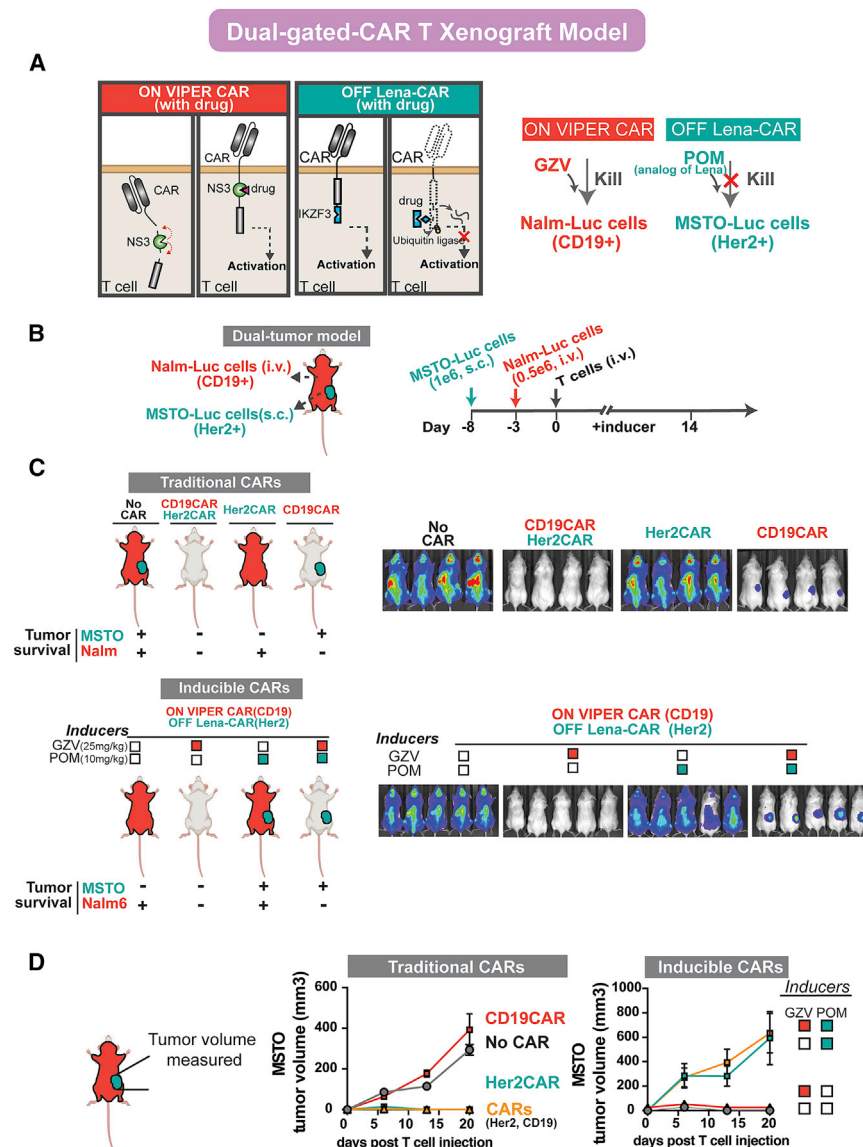 Dual-gated-CAR T Xenograft Model
A
ON VIPER CAR
(with drug)
OFF Lena-CAR
(with drug)
CAR
NS3
T cell
CAR
NS3
drug
Activation
T cell
CAR
IKZF3
Activation
T cell
CAR
drug
Ubiquitin ligase
Activation
T cell
ON VIPER CAR
OFF Lena-CAR
GZV
Kill
Nalm-Luc cells
(CD19+)
POM
(analog of Lena)
Kill
MSTO-Luc cells
(Her2+)
B
Dual-tumor model
Nalm-Luc cells (i.v.)
(CD19+)
MSTO-Luc cells(s.c.)
(Her2+)
MSTO-Luc cells
(1e6, s.c.)
Nalm-Luc cells
(0.5e6, i.v.)
T cells (i.v.)
Day -8 -3 0 +inducer 14
C
Traditional CARs
No
CAR
CD19CAR
Her2CAR
Her2CAR
CD19CAR
Tumor MSTO + - - +
survival Nalm + - + -
No
CAR
CD19CAR
Her2CAR
Her2CAR
CD19CAR
Inducible CARs
ON VIPER CAR(CD19)
OFF Lena-CAR(Her2)
Inducers
GZV(25mg/kg)
POM(10mg/kg)
Tumor MSTO - - + +
survival Nalm6 + - + -
ON VIPER CAR (CD19)
OFF Lena-CAR (Her2)
Inducers
GZV
POM
D
Tumor volume
measured
Traditional CARs
MSTO
tumor volume (mm3)
600
400
200
0
0 5 10 15 20
days post T cell injection
CD19CAR
No CAR
Her2CAR
CARs
(Her2, CD19)
Inducible CARs
MSTO
tumor volume (mm3)
1000
800
600
400
200
0
0 5 10 15 20
days post T cell injection
Inducers
GZV POM